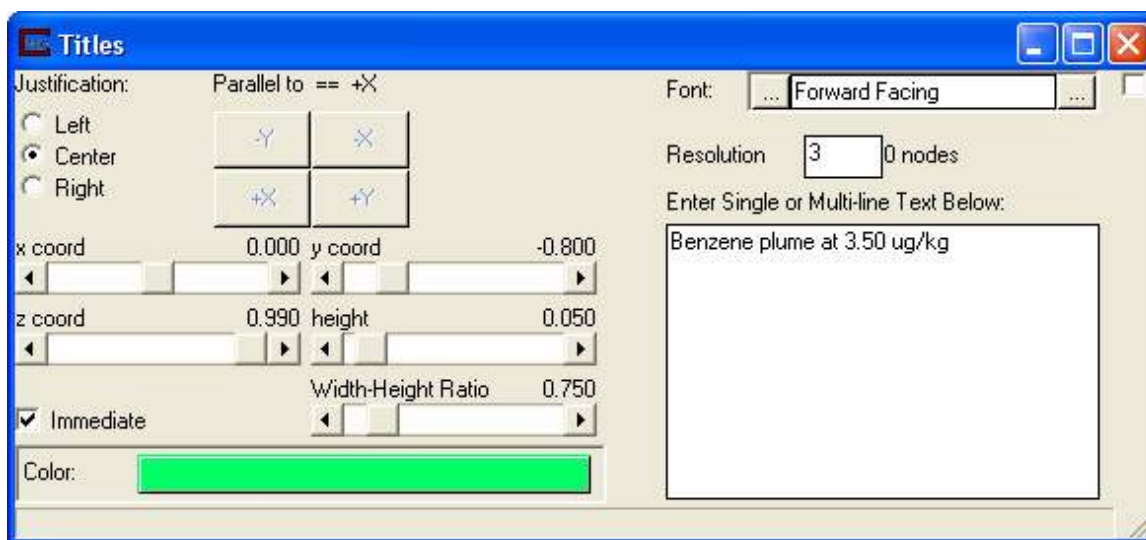 Titles
Justification: Parallel to == +X
Left
Center
Right
-Y -X
+X +Y
x coord 0.000 y coord -0.800
z coord 0.990 height 0.050
Width-Height Ratio 0.750
Immediate
Color:
Font: ... Forward Facing ...
Resolution 3 0 nodes
Enter Single or Multi-line Text Below:
Benzene plume at 3.50 ug/kg